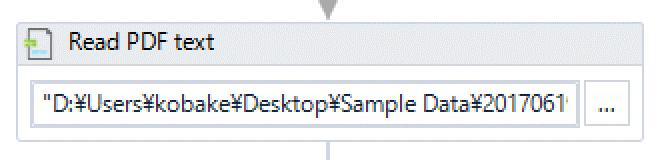 Read PDF text
"D:¥Users¥kobake¥Desktop¥Sample Data¥2017061
...